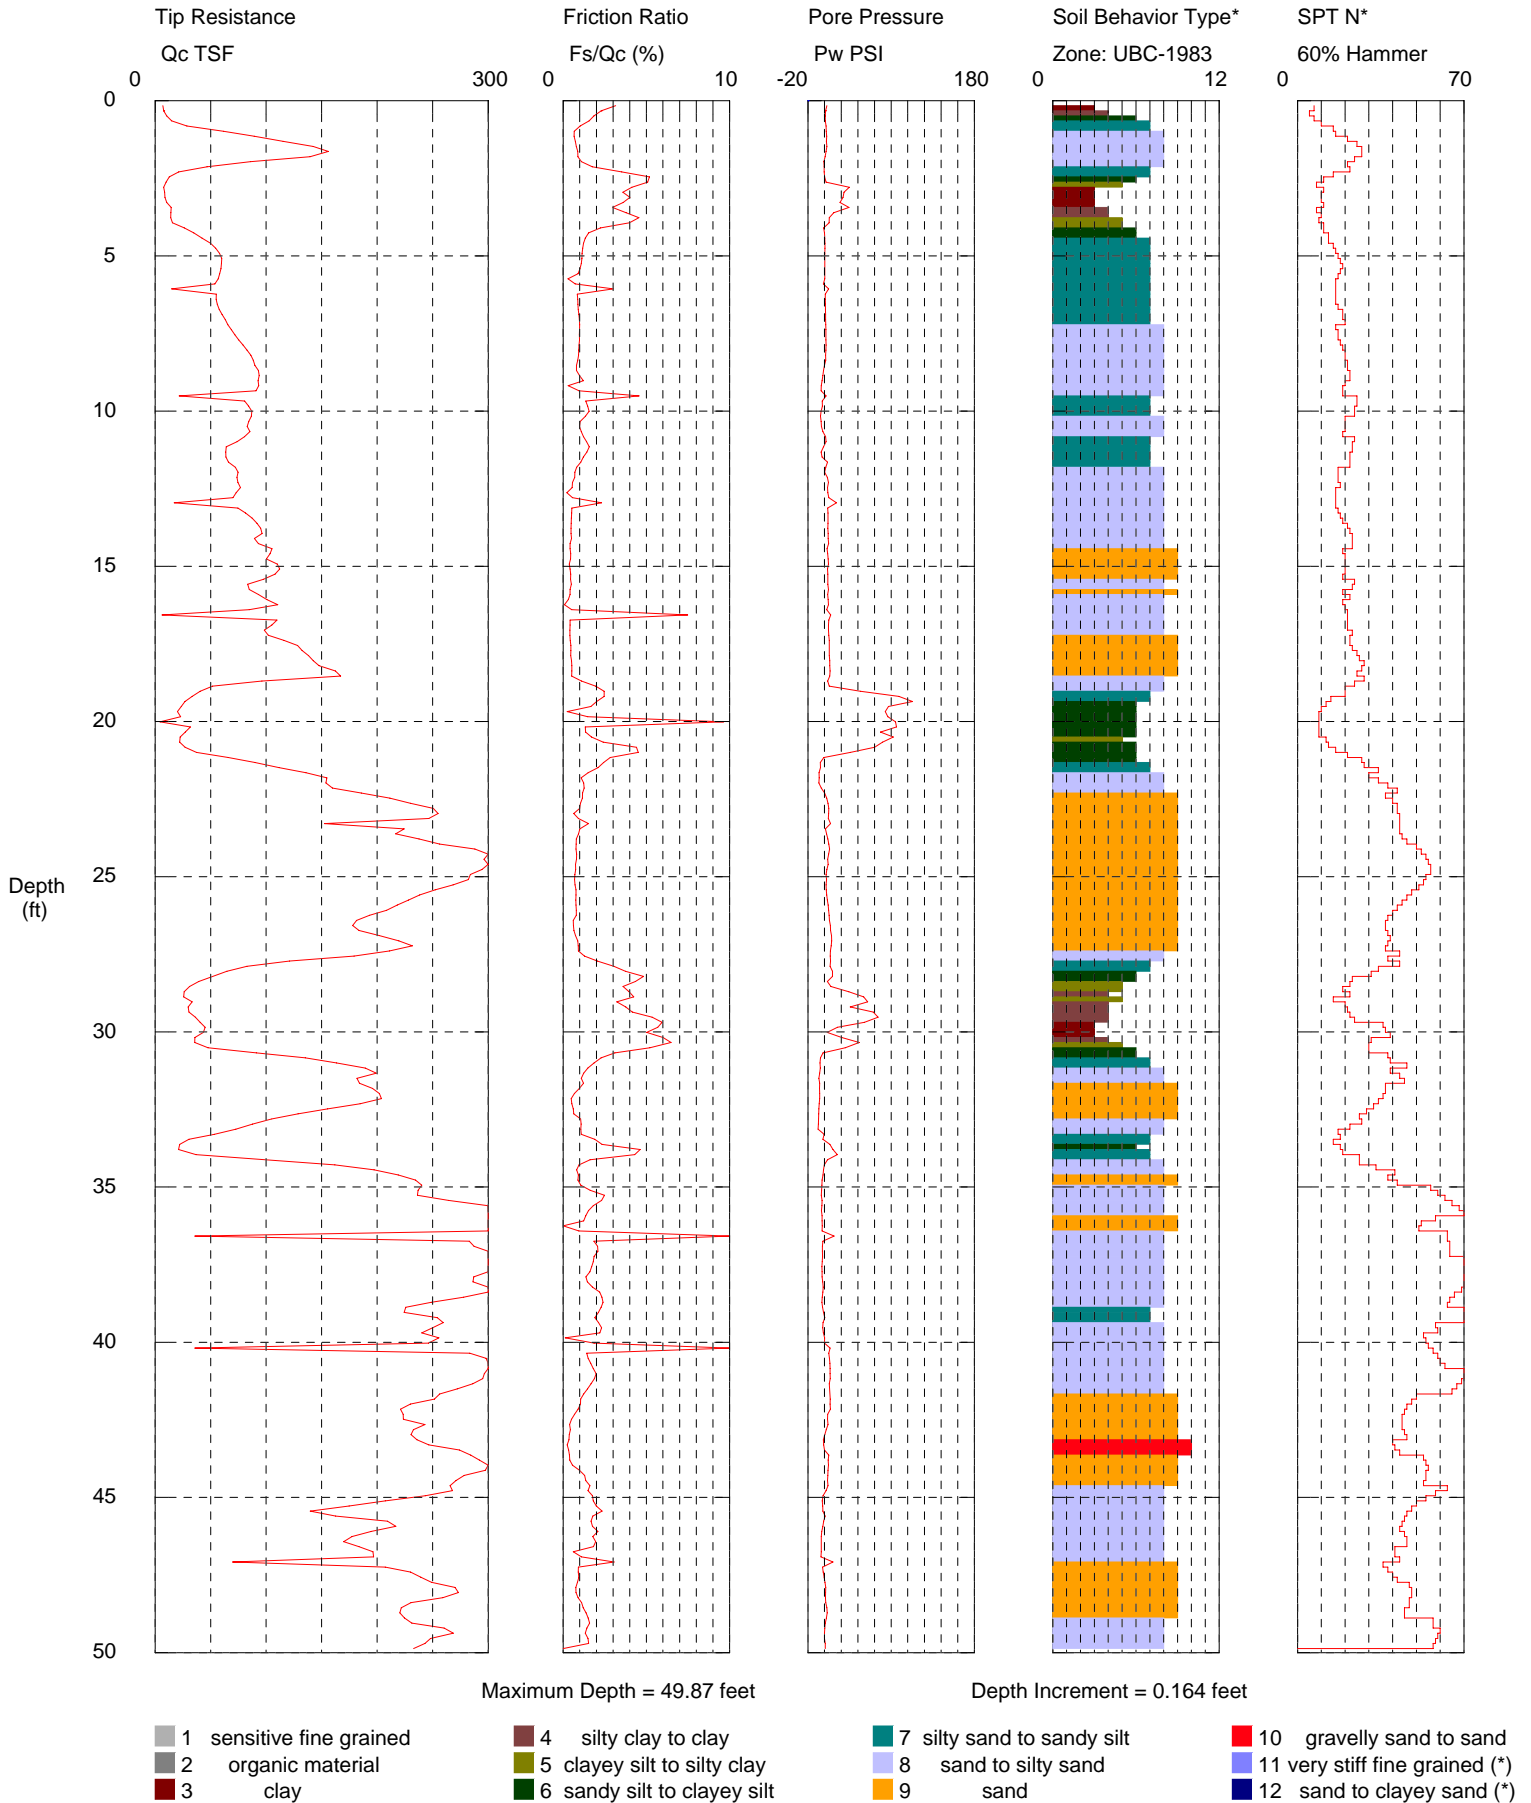 Tip Resistance Friction Ratio Pore Pressure Soil Behavior Type* SPT N*
Qc TSF Fs/Qc (%) Pw PSI Zone: UBC-1983 60% Hammer
0 300 0 10 -20 180 0 12 0 70
0
5
10
15
20
25
Depth
(ft)
30
35
40
45
50
Maximum Depth = 49.87 feet Depth Increment = 0.164 feet
1 sensitive fine grained 4 silty clay to clay 7 silty sand to sandy silt 10 gravelly sand to sand
2 organic material 5 clayey silt to silty clay 8 sand to silty sand 11 very stiff fine grained (*)
3 clay 6 sandy silt to clayey silt 9 sand 12 sand to clayey sand (*)